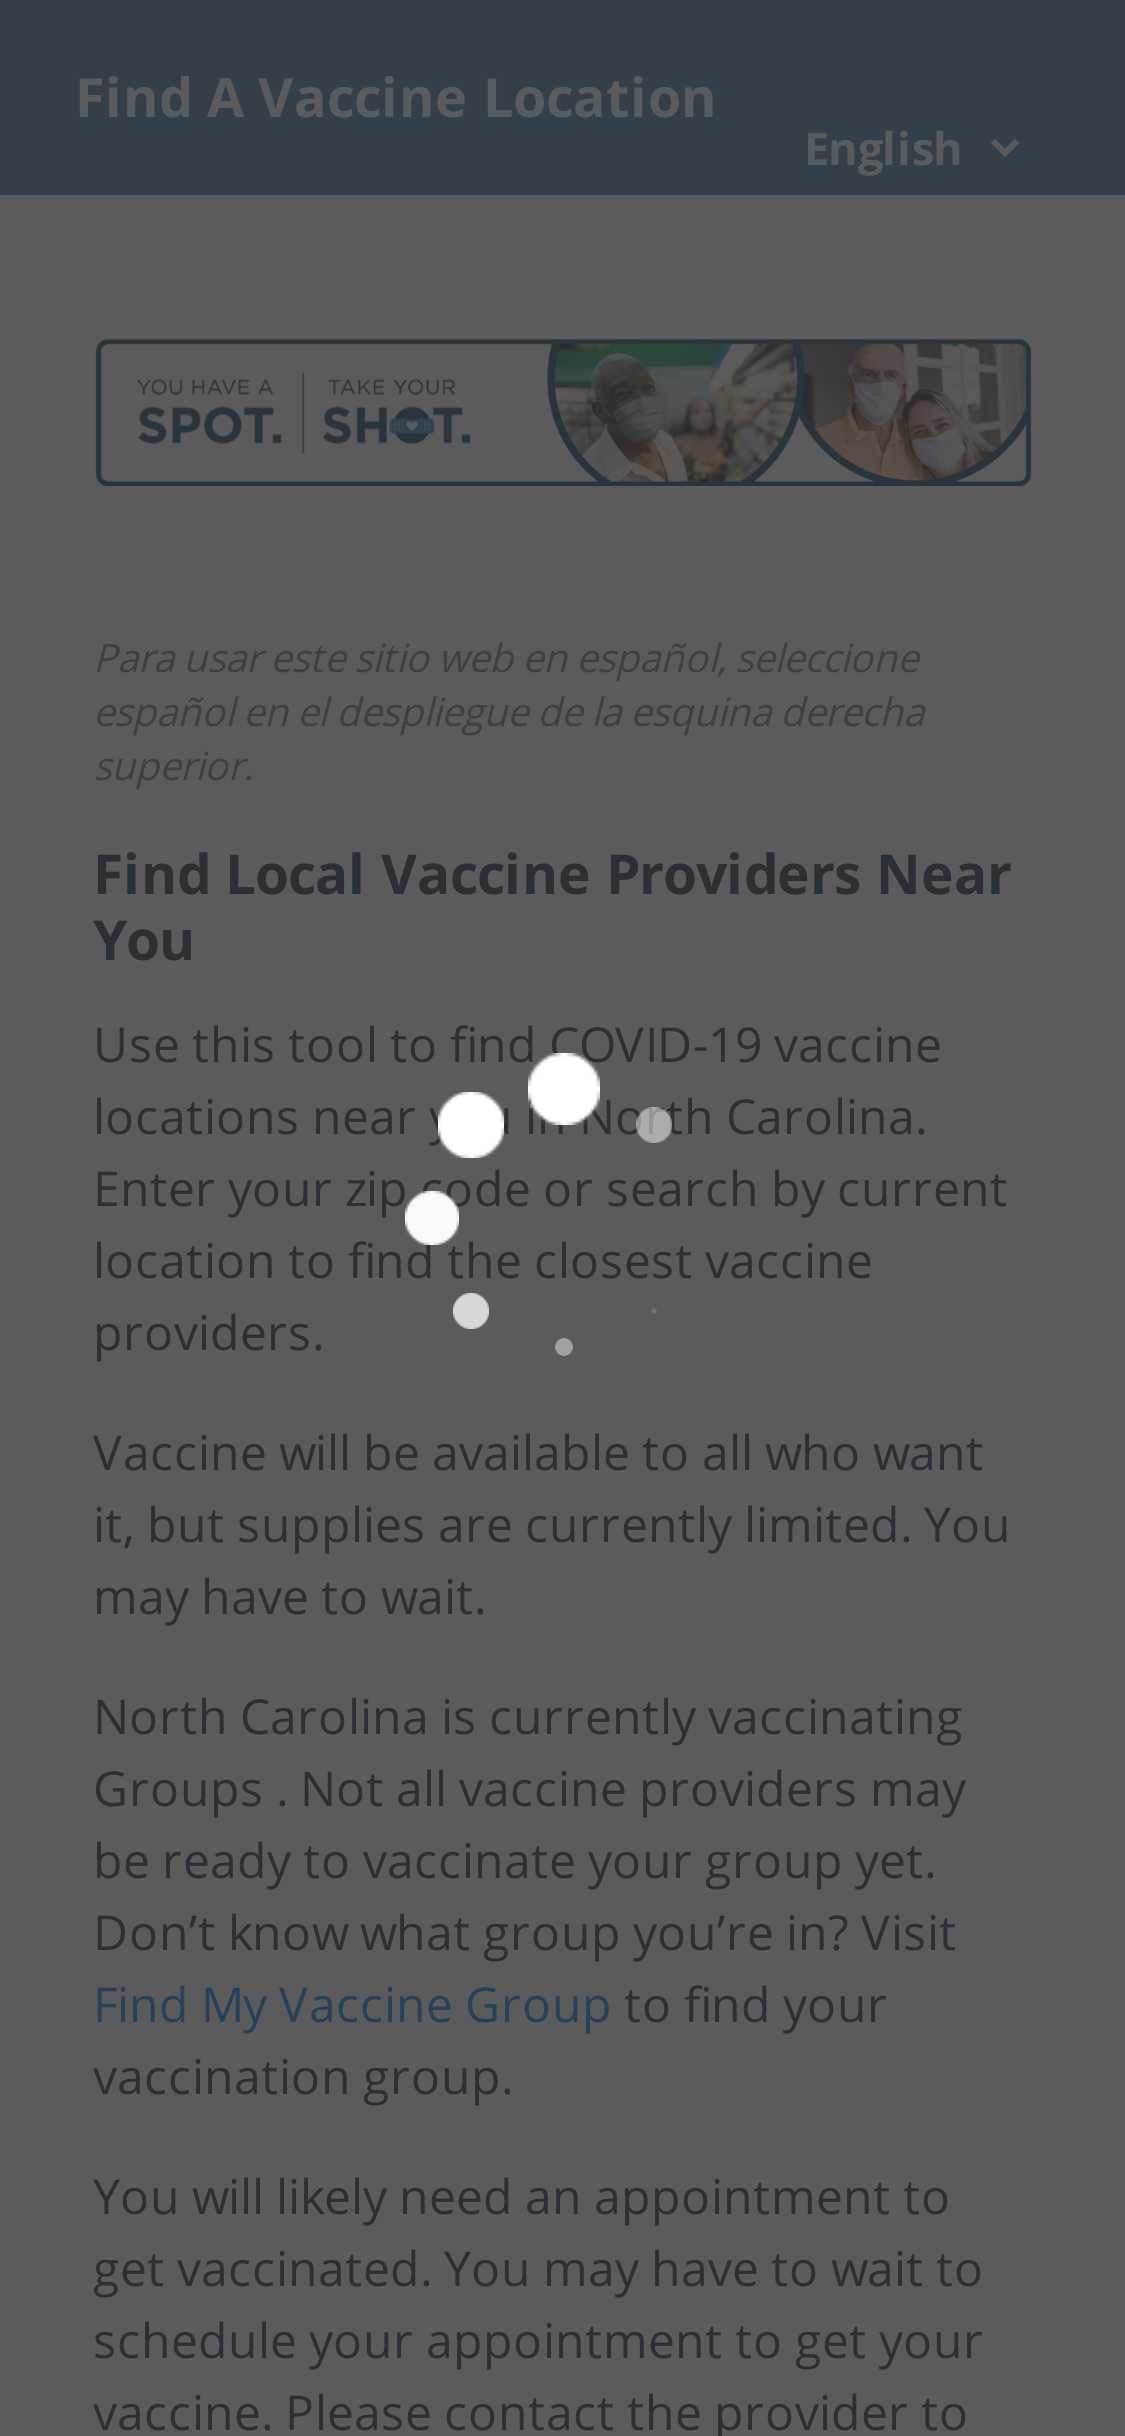 Find A Vaccine Location
English
YOU HAVE A
SPOT.
TAKE YOUR
SHOT.
Para usar este sitio web en español, seleccione
español en el despliegue de la esquina derecha
superior.
Find Local Vaccine Providers Near
You
Use this tool to find COVID-19 vaccine
locations near you in North Carolina.
Enter your zip code or search by current
location to find the closest vaccine
providers.
Vaccine will be available to all who want
it, but supplies are currently limited. You
may have to wait.
North Carolina is currently vaccinating
Groups . Not all vaccine providers may
be ready to vaccinate your group yet.
Don’t know what group you’re in? Visit
Find My Vaccine Group to find your
vaccination group.
You will likely need an appointment to
get vaccinated. You may have to wait to
schedule your appointment to get your
vaccine. Please contact the provider to